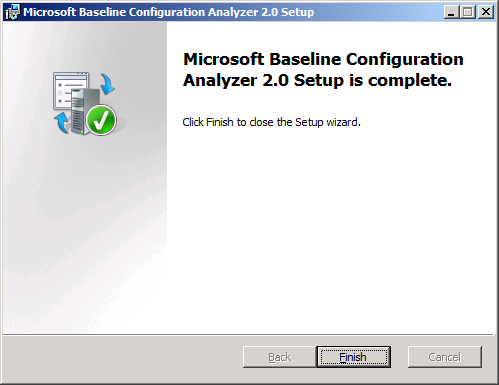 Microsoft Baseline Configuration Analyzer 2.0 Setup
Microsoft Baseline Configuration
Analyzer 2.0 Setup is complete.
Click Finish to close the Setup wizard.
Back
Finish
Cancel